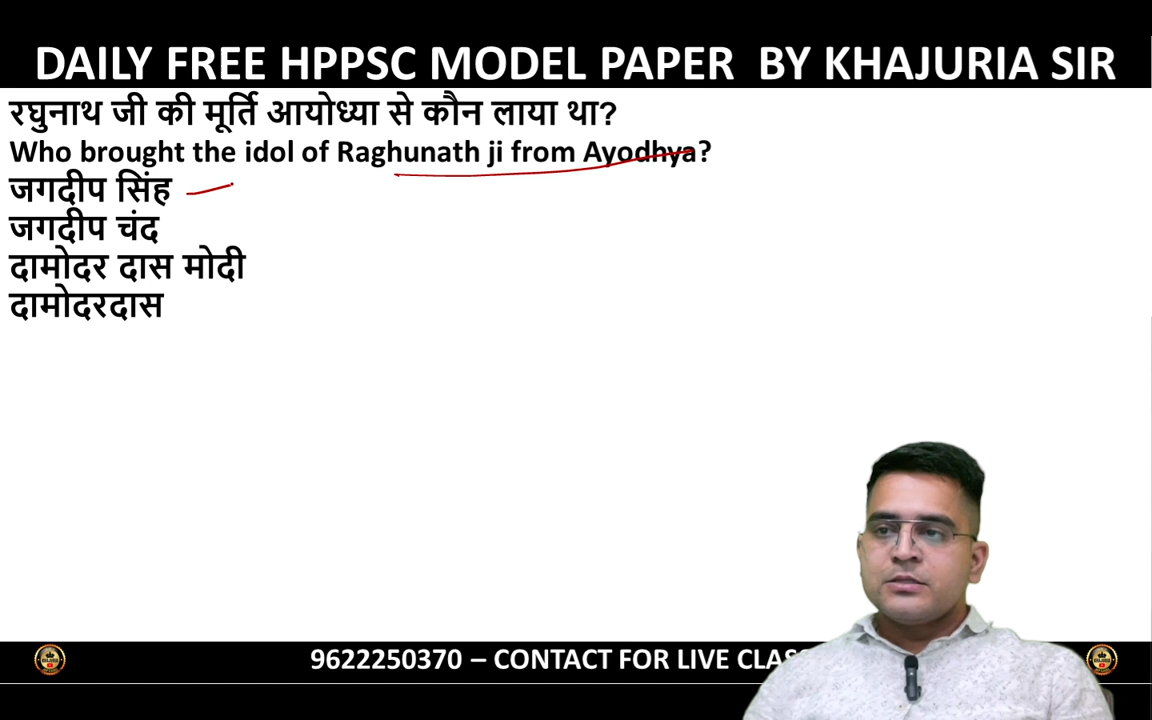 DAILY FREE HPPSC MODEL PAPER BY KHAJURIA SIR
रघुनाथ जी की मूर्ति आयोध्या से कौन लाया था?
Who brought the idol of Raghunath ji from Ayodhya?
जगदीप सिंह
जगदीप चंद
दामोदर दास मोदी
दामोदरदास
9622250370 – CONTACT FOR LIVE